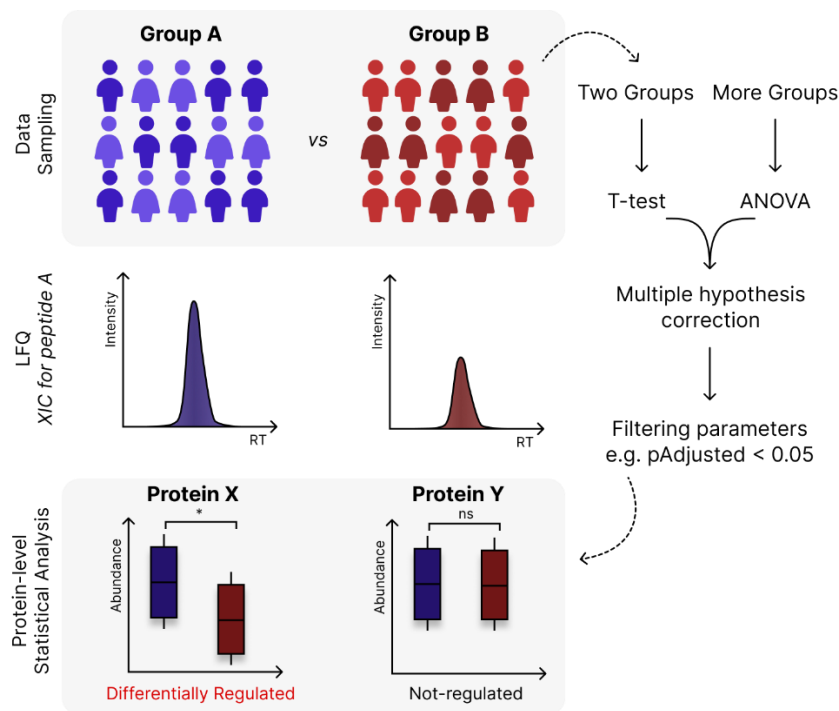 Group A
Group B
Data
Sampling
vs
Two Groups
More Groups
T-test
ANOVA
Multiple hypothesis
correction
Filtering parameters
e.g. pAdjusted < 0.05
LFQ
XIC for peptide A
Intensity
RT
Intensity
RT
Protein-level
Statistical Analysis
Protein X
*
Abundance
Differentially Regulated
Protein Y
ns
Abundance
Not-regulated